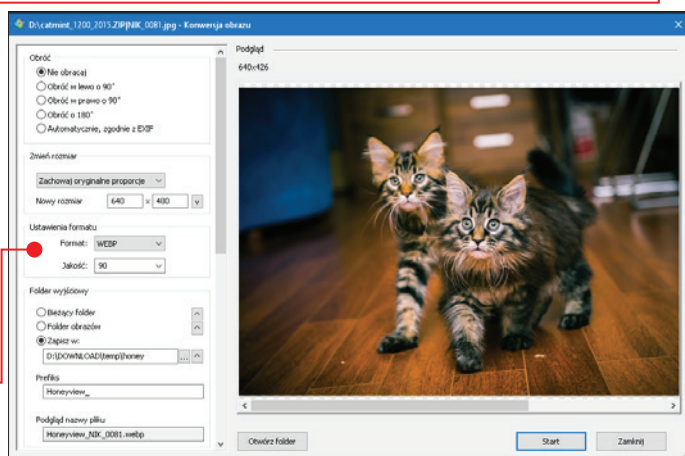 D:\catmint_1200_2015.ZIP|NIK_0081.jpg - Konwersja obrazu
Obróć
Nie obracaj
Obróć w lewo o 90°
Obróć w prawo o 90°
Obróć o 180°
Automatycznie, zgodnie z EXIF
Zmień rozmiar
Zachowaj oryginalne proporcje
Nowy rozmiar 640 x 480
Ustawienia formatu
Format: WEBP
Jakość: 90
Folder wyjściowy
Bieżący folder
Folder obrazów
Zapisz w:
D:\DOWNLOAD\temp\honey ...
Prefiks
Honeyview_
Podgląd nazwy pliku
Honeyview_NIK_0081.webp
Podgląd
640x426
Otwórz folder
Start
Zamknij